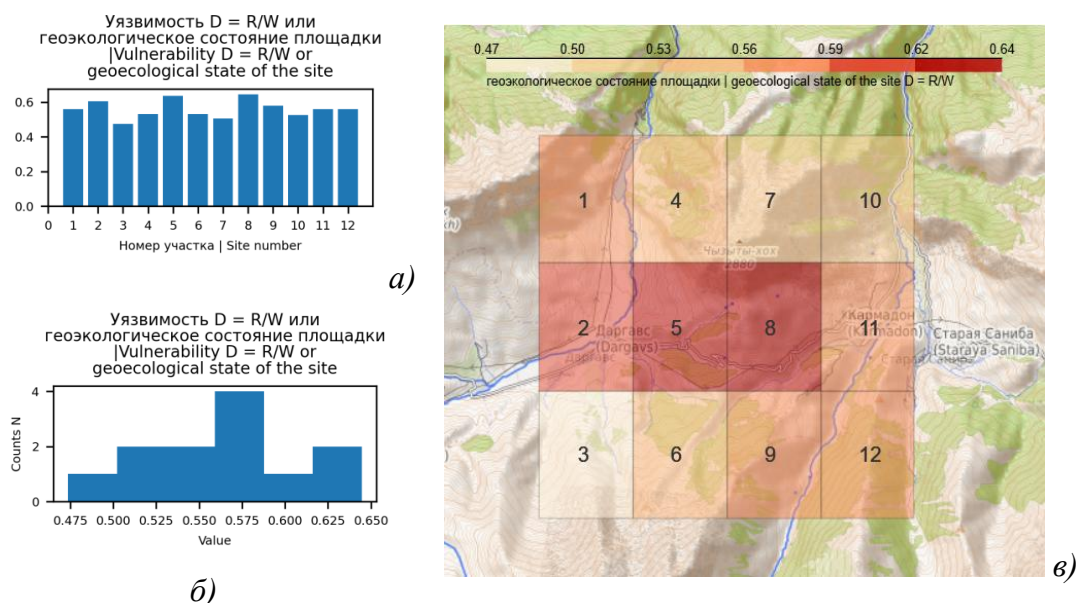 Уязвимость D = R/W или
геоэкологическое состояние площадки
|Vulnerability D = R/W or
geoecological state of the site
0.6
0.4
0.2
0.0
0 1 2 3 4 5 6 7 8 9 10 11 12
Номер участка | Site number
а)
Уязвимость D = R/W или
геоэкологическое состояние площадки
|Vulnerability D = R/W or
geoecological state of the site
4
2
0
Counts N
0.475 0.500 0.525 0.550 0.575 0.600 0.625 0.650
Value
б)
0.47 0.50 0.53 0.56 0.59 0.62 0.64
геоэкологическое состояние площадки | geoecological state of the site D = R/W
1 4 7 10
Чызыты-хох
2880
2 5 8 11
Даргавс
(Dargavs)
Даргавс
Кармадон
(Karmadon)
Старая Саниба
(Staraya Saniba)
3 6 9 12
в)